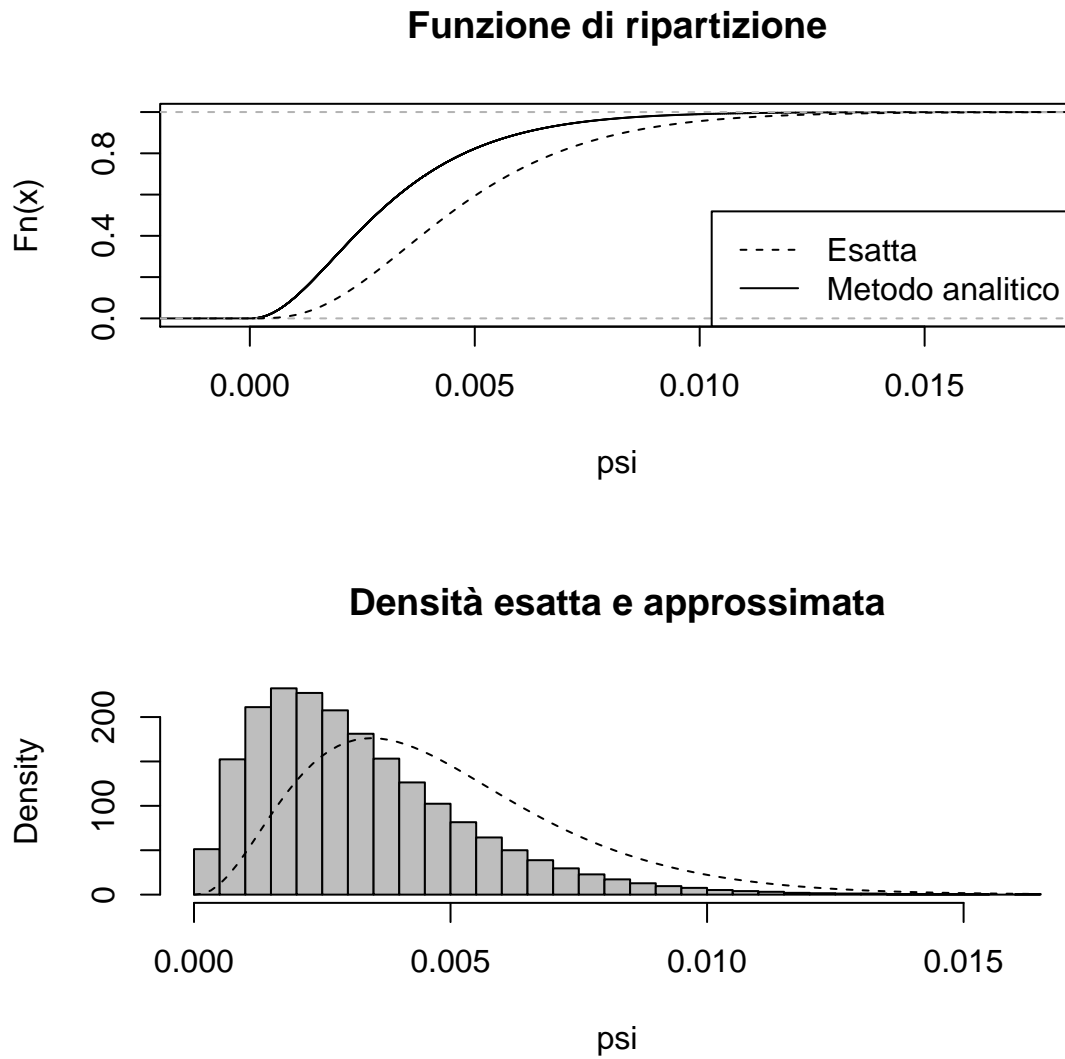 Funzione di ripartizione
Fn(x)
0.0
0.4
0.8
Esatta
Metodo analitico
0.000
0.005
0.010
0.015
psi
Densità esatta e approssimata
Density
0
100
200
0.000
0.005
0.010
0.015
psi